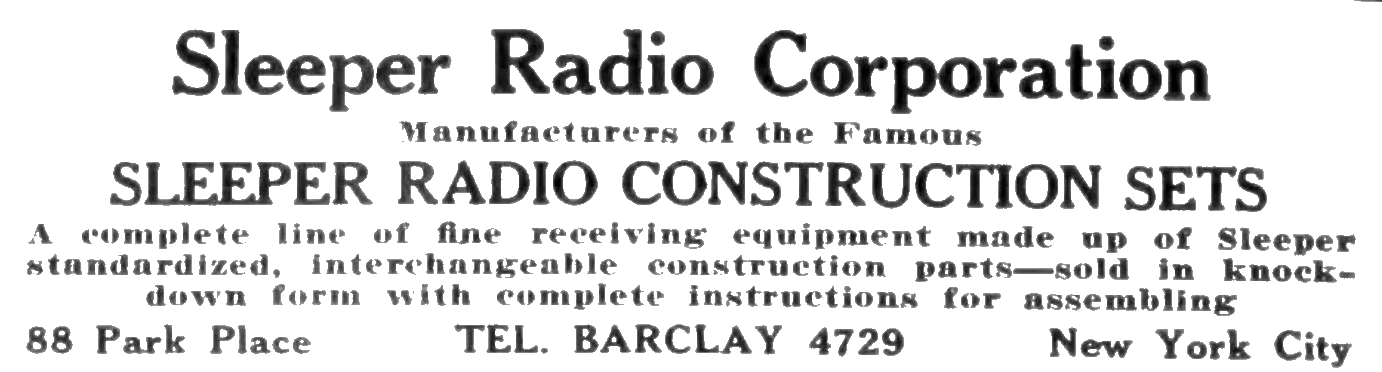 Sleeper Radio Corporation
Manufacturers of the Famous
SLEEPER RADIO CONSTRUCTION SETS
A complete line of fine receiving equipment made up of Sleeper
standardized, interchangeable construction parts—sold in knock-
down form with complete instructions for assembling
88 Park Place TEL. BARCLAY 4729 New York City